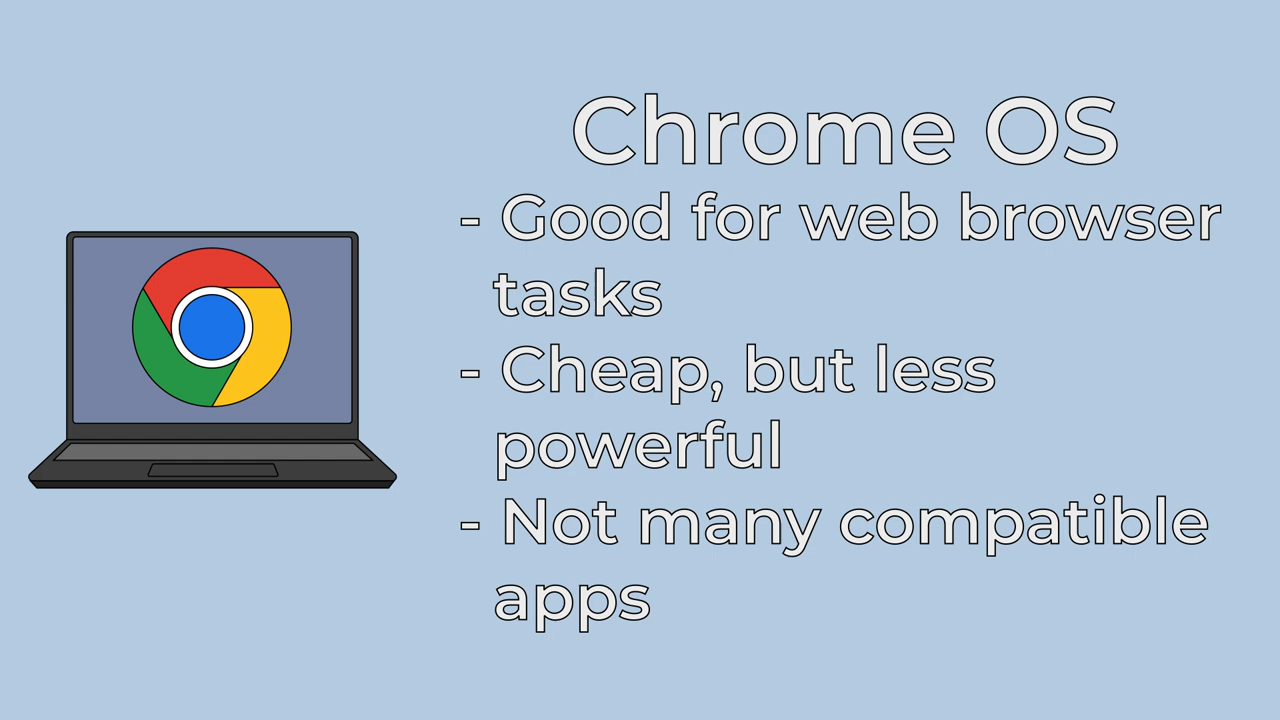 Chrome OS
- Good for web browser
tasks
- Cheap, but less
powerful
- Not many compatible
apps